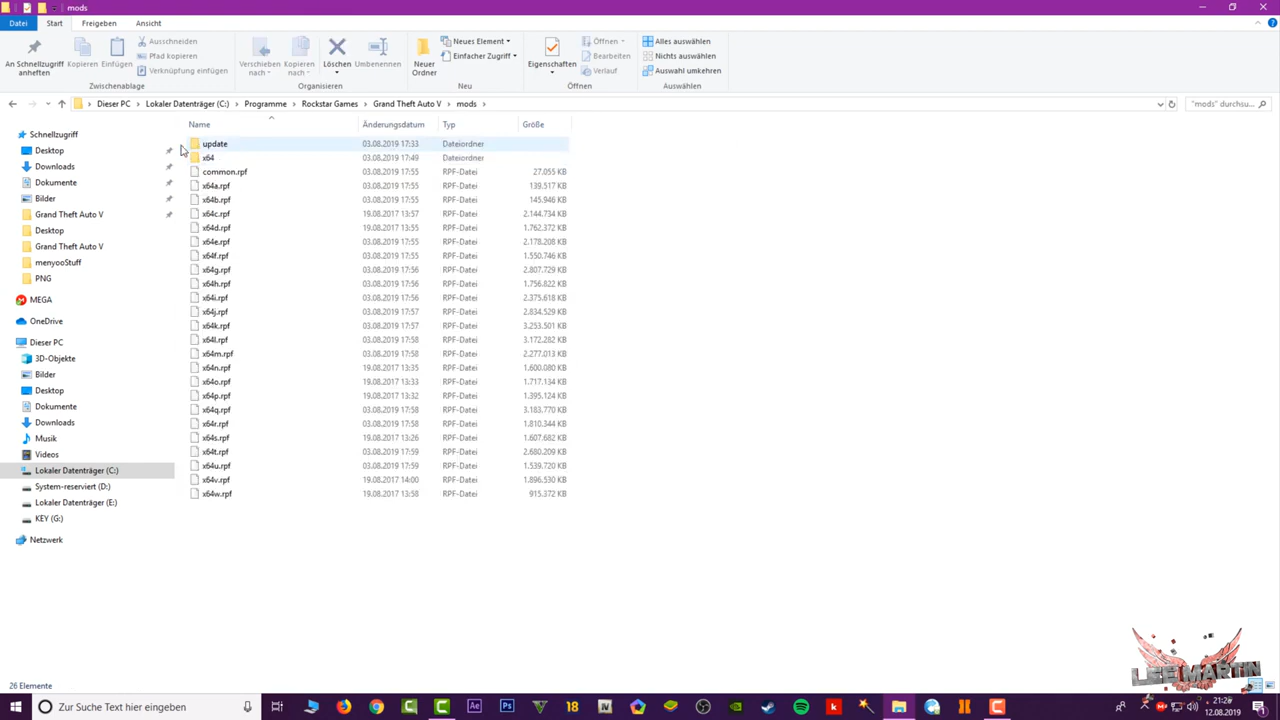 mods
Datei Start Freigeben Ansicht
An Schnellzugriff anheften
Kopieren
Einfügen
Ausschneiden
Pfad kopieren
Verknüpfung einfügen
Zwischenablage
Verschieben nach
Kopieren nach
Löschen
Umbenennen
Organisieren
Neuer Ordner
Neues Element
Einfacher Zugriff
Neu
Eigenschaften
Öffnen
Bearbeiten
Verlauf
Öffnen
Alles auswählen
Nichts auswählen
Auswahl umkehren
Auswählen
Dieser PC > Lokaler Datenträger (C:) > Programme > Rockstar Games > Grand Theft Auto V > mods >
"mods" durchsu...
Schnellzugriff
Desktop
Downloads
Dokumente
Bilder
Grand Theft Auto V
Desktop
Grand Theft Auto V
menyooStuff
PNG
MEGA
OneDrive
Dieser PC
3D-Objekte
Bilder
Desktop
Dokumente
Downloads
Musik
Videos
Lokaler Datenträger (C:)
System-reserviert (D:)
Lokaler Datenträger (E:)
KEY (G:)
Netzwerk
Name Änderungsdatum Typ Größe
update 03.08.2019 17:33 Dateiordner
x64 03.08.2019 17:49 Dateiordner
common.rpf 03.08.2019 17:55 RPF-Datei 27.055 KB
x64a.rpf 03.08.2019 17:55 RPF-Datei 139.517 KB
x64b.rpf 03.08.2019 17:55 RPF-Datei 145.946 KB
x64c.rpf 19.08.2017 13:57 RPF-Datei 2.144.734 KB
x64d.rpf 19.08.2017 13:55 RPF-Datei 1.762.372 KB
x64e.rpf 03.08.2019 17:55 RPF-Datei 2.178.208 KB
x64f.rpf 03.08.2019 17:55 RPF-Datei 1.550.746 KB
x64g.rpf 03.08.2019 17:56 RPF-Datei 2.807.729 KB
x64h.rpf 03.08.2019 17:56 RPF-Datei 1.756.822 KB
x64i.rpf 03.08.2019 17:56 RPF-Datei 2.375.618 KB
x64j.rpf 03.08.2019 17:57 RPF-Datei 2.834.529 KB
x64k.rpf 03.08.2019 17:57 RPF-Datei 3.253.501 KB
x64l.rpf 03.08.2019 17:58 RPF-Datei 3.172.282 KB
x64m.rpf 03.08.2019 17:58 RPF-Datei 2.277.013 KB
x64n.rpf 19.08.2017 13:35 RPF-Datei 1.600.080 KB
x64o.rpf 19.08.2017 13:33 RPF-Datei 1.717.134 KB
x64p.rpf 19.08.2017 13:32 RPF-Datei 1.395.124 KB
x64q.rpf 03.08.2019 17:58 RPF-Datei 3.183.770 KB
x64r.rpf 03.08.2019 17:58 RPF-Datei 1.810.344 KB
x64s.rpf 19.08.2017 13:26 RPF-Datei 1.607.682 KB
x64t.rpf 03.08.2019 17:59 RPF-Datei 2.680.209 KB
x64u.rpf 03.08.2019 17:59 RPF-Datei 1.539.720 KB
x64v.rpf 19.08.2017 14:00 RPF-Datei 1.896.530 KB
x64w.rpf 19.08.2017 13:58 RPF-Datei 915.372 KB
LEE MARTIN
26 Elemente
Zur Suche Text hier eingeben
Ae
Ps
V
18
N
k
21:26
12.08.2019